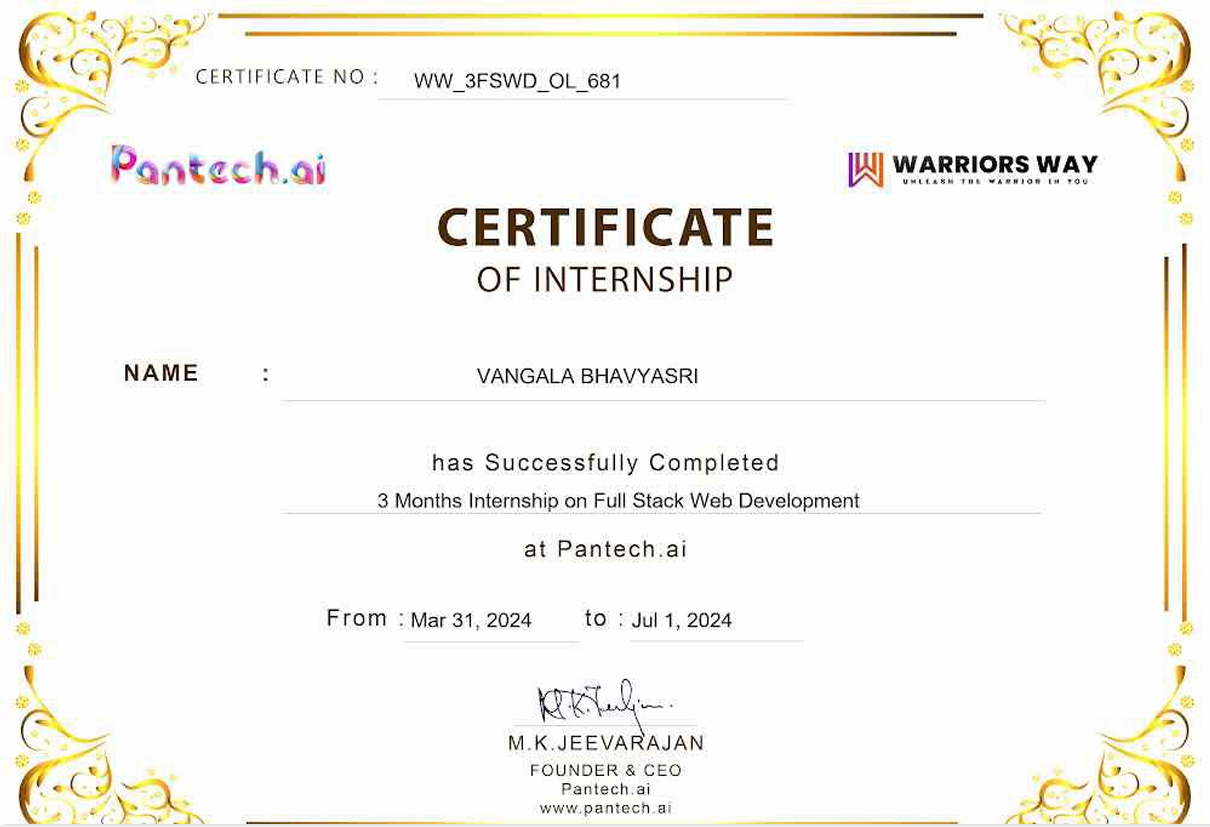 CERTIFICATE NO : WW_3FSWD_OL_681
Pantech.ai
WARRIORS WAY
UNLEASH THE WARRIOR IN YOU
CERTIFICATE
OF INTERNSHIP
NAME : VANGALA BHAVYASRI
has Successfully Completed
3 Months Internship on Full Stack Web Development
at Pantech.ai
From : Mar 31, 2024 to : Jul 1, 2024
M.K.JEEVARAJAN
FOUNDER & CEO
Pantech.ai
www.pantech.ai